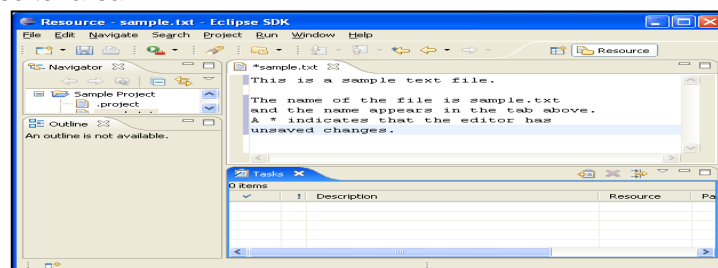 Resource - sample.txt - Eclipse SDK
File Edit Navigate Search Project Run Window Help
Resource
Navigator
Sample Project
.project
Outline
An outline is not available.
*sample.txt
This is a sample text file.
The name of the file is sample.txt
and the name appears in the tab above.
A * indicates that the editor has
unsaved changes.
Tasks
0 items
! Description Resource Pa